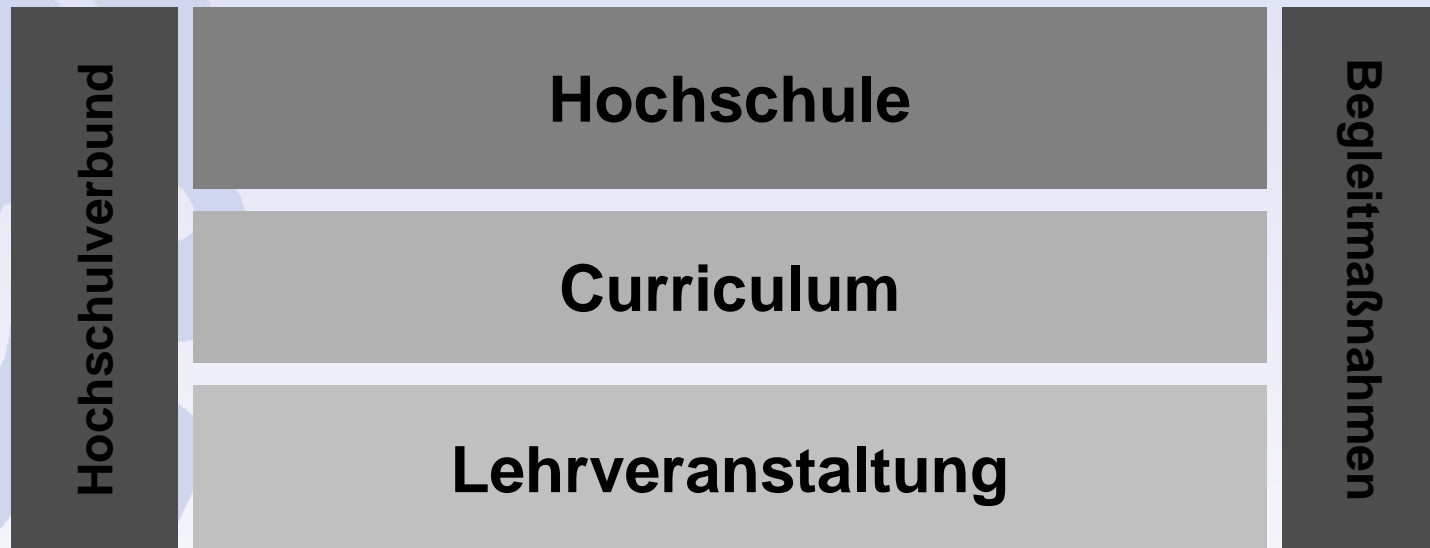 Hochschulverbund
Hochschule
Curriculum
Lehrveranstaltung
Begleitmaßnahmen